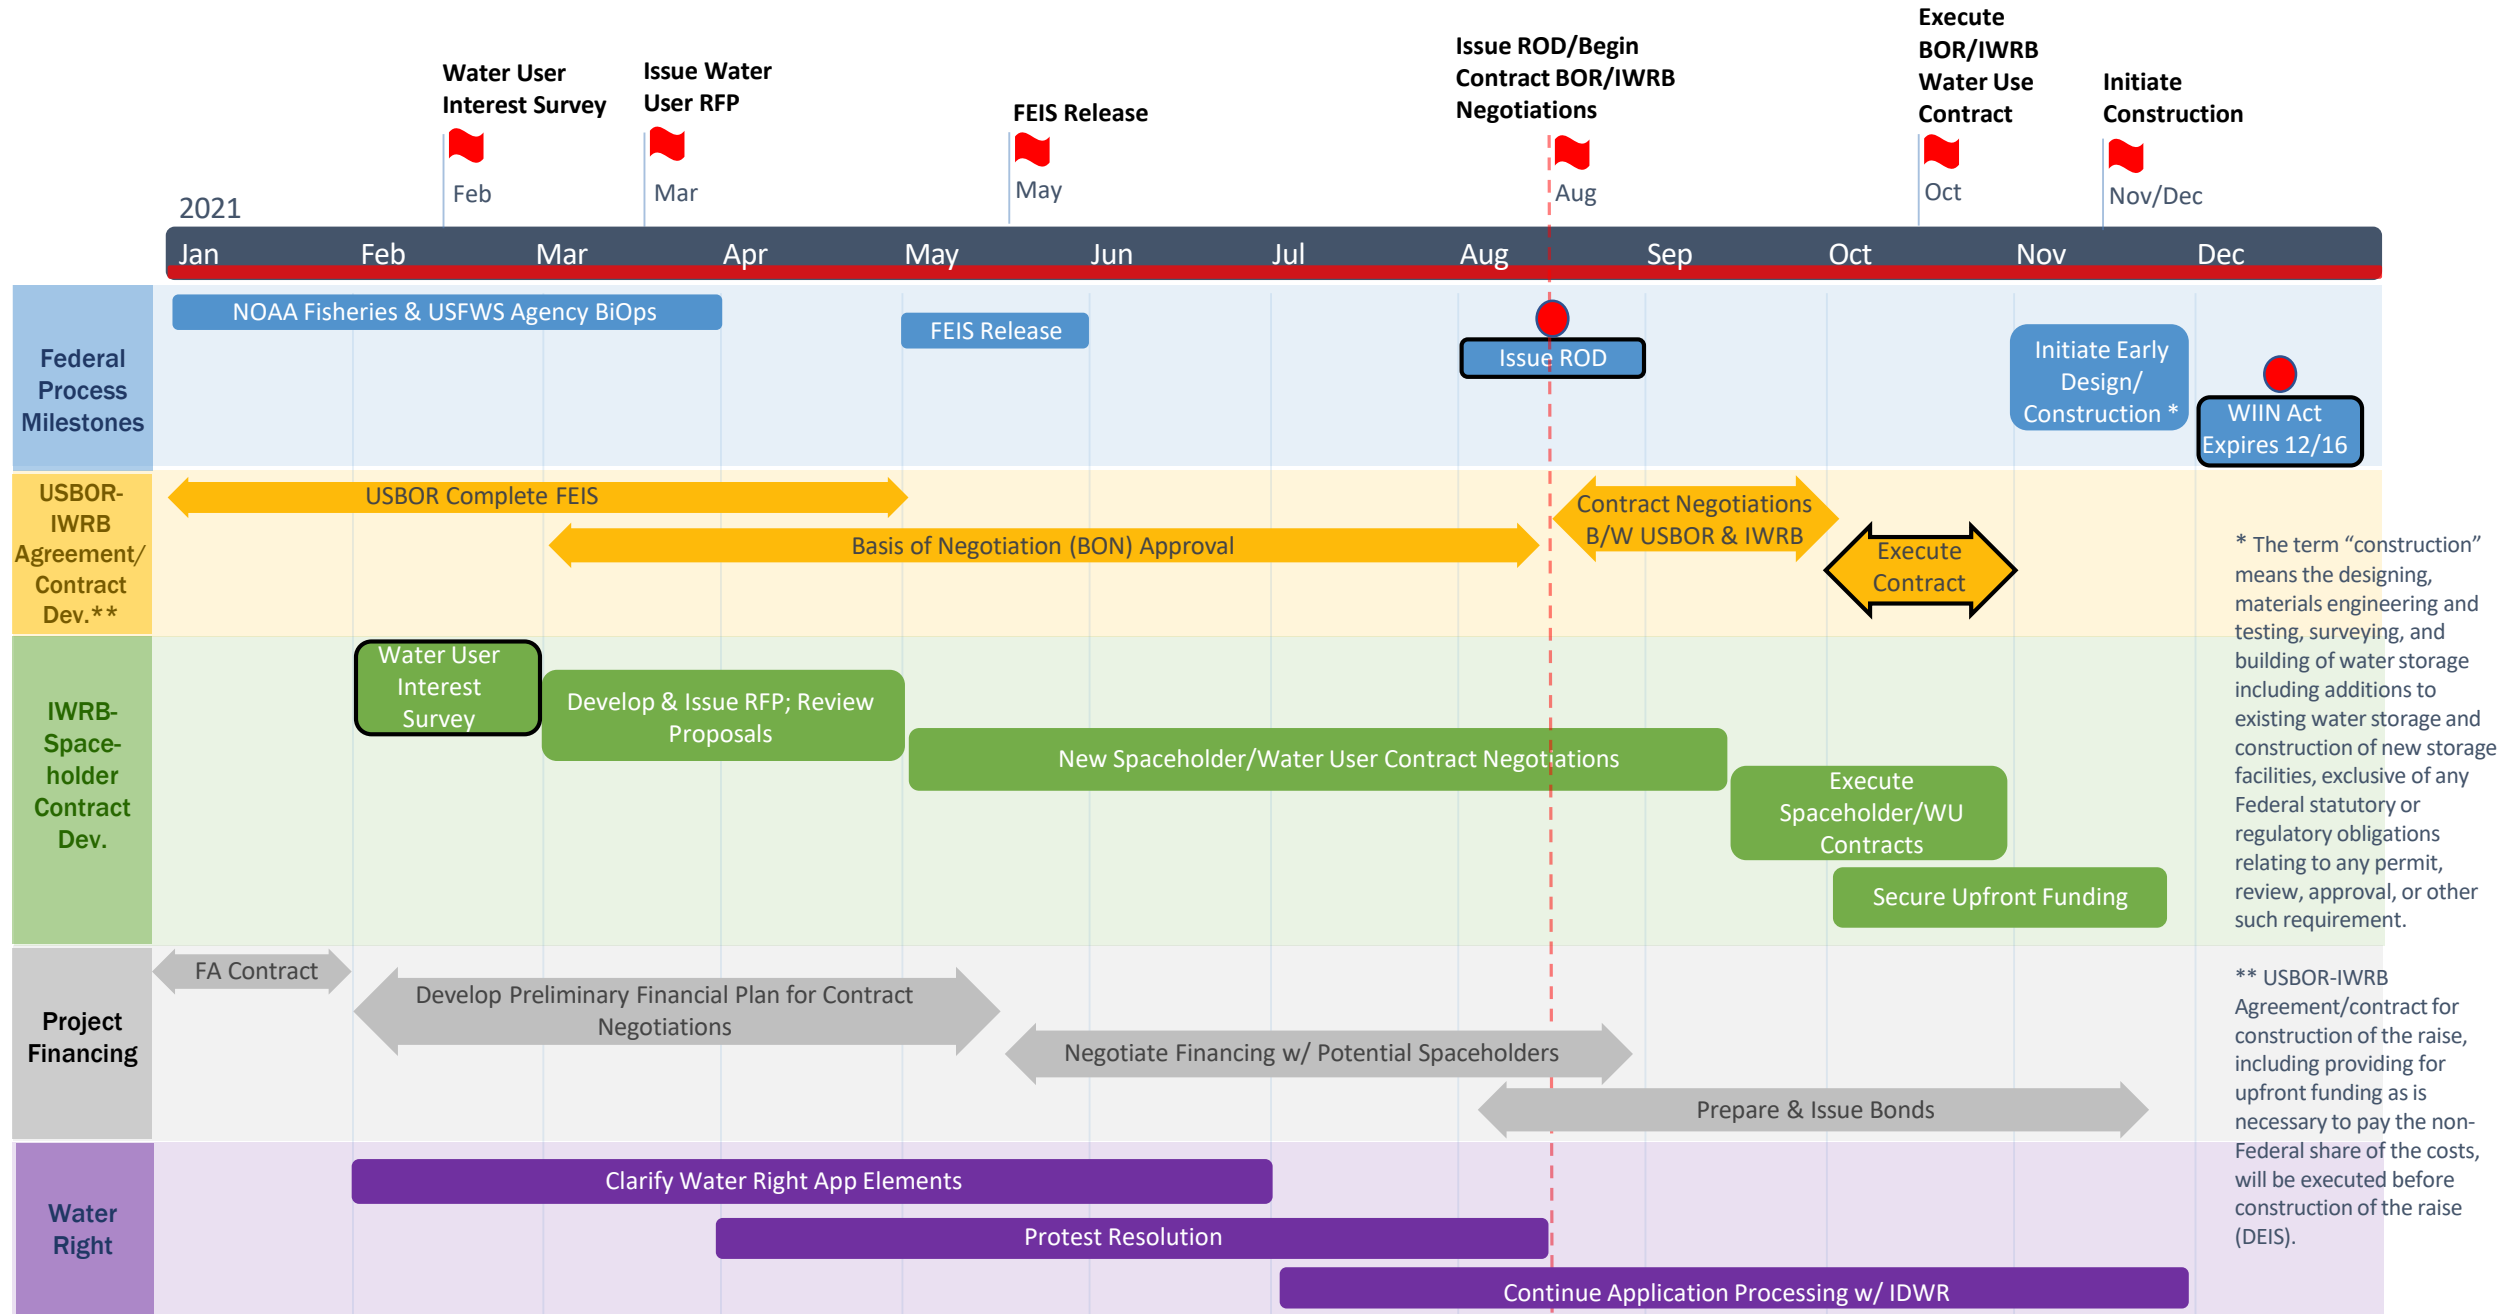 Water User
Interest Survey
Issue Water
User RFP
FEIS Release
Issue ROD/Begin
Contract BOR/IWRB
Negotiations
Execute
BOR/IWRB
Water Use
Contract
Initiate
Construction
Feb
Mar
May
Aug
Oct
Nov/Dec
2021
Jan
Feb
Mar
Apr
May
Jun
Jul
Aug
Sep
Oct
Nov
Dec
Federal
Process
Milestones
NOAA Fisheries & USFWS Agency BiOps
FEIS Release
Issue ROD
Initiate Early
Design/
Construction *
WIIN Act
Expires 12/16
USBOR-
IWRB
Agreement/
Contract
Dev.**
USBOR Complete FEIS
Basis of Negotiation (BON) Approval
Contract Negotiations
B/W USBOR & IWRB
Execute
Contract
IWRB-
Space-
holder
Contract
Dev.
Water User
Interest
Survey
Develop & Issue RFP; Review
Proposals
New Spaceholder/Water User Contract Negotiations
Execute
Spaceholder/WU
Contracts
Secure Upfront Funding
Project
Financing
FA Contract
Develop Preliminary Financial Plan for Contract
Negotiations
Negotiate Financing w/ Potential Spaceholders
Prepare & Issue Bonds
Water
Right
Clarify Water Right App Elements
Protest Resolution
Continue Application Processing w/ IDWR
* The term “construction”
means the designing,
materials engineering and
testing, surveying, and
building of water storage
including additions to
existing water storage and
construction of new storage
facilities, exclusive of any
Federal statutory or
regulatory obligations
relating to any permit,
review, approval, or other
such requirement.
** USBOR-IWRB
Agreement/contract for
construction of the raise,
including providing for
upfront funding as is
necessary to pay the non-
Federal share of the costs,
will be executed before
construction of the raise
(DEIS).